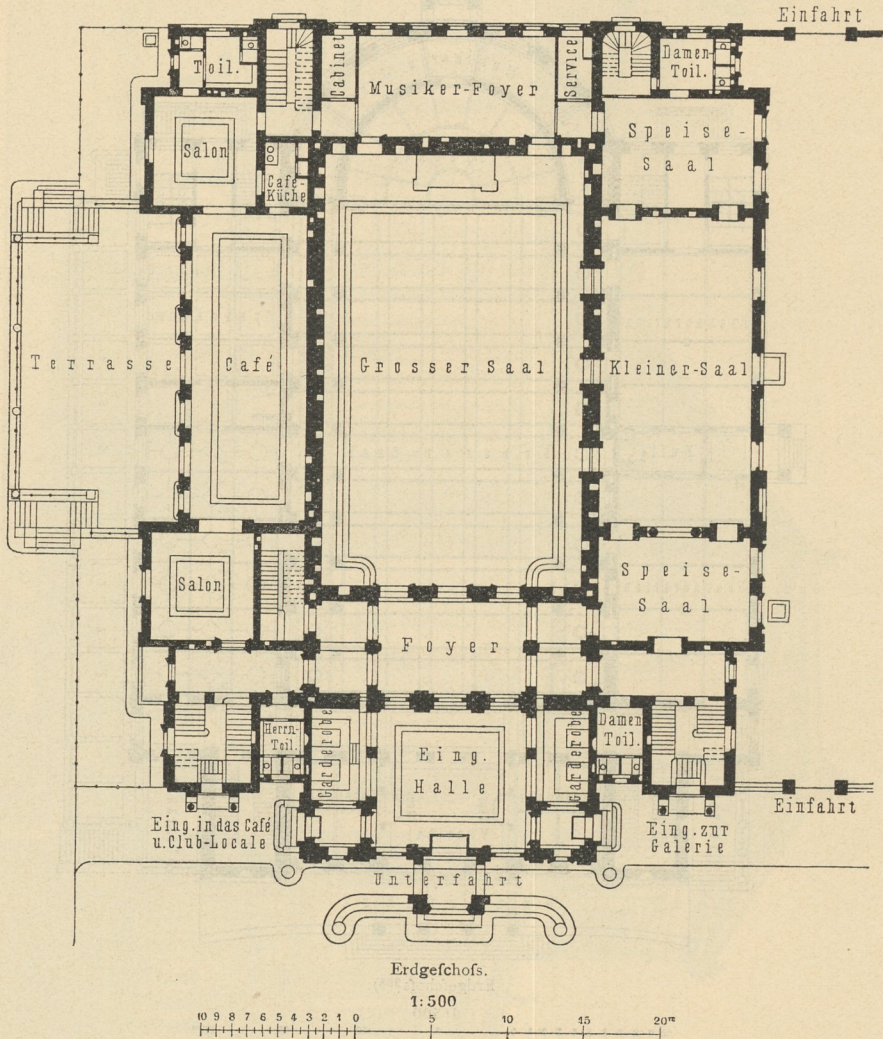 Einfahrt
Toil.
Cabinet
Musiker-Foyer
Service
Damen-
Toil.
Salon
Café-
Küche
Speise-
Saal
Terrasse
Café
Grosser Saal
Kleiner-Saal
Salon
Speise-
Saal
Foyer
Herrn-
Toil.
Garderobe
Eing.
Halle
Garderobe
Damen
Toil.
Eing. in das Café
u. Club-Locale
Eing. zur
Galerie
Einfahrt
Unterfahrt
Erdgeſchoſs.
1:500
10 9 8 7 6 5 4 3 2 1 0 5 10 15 20m